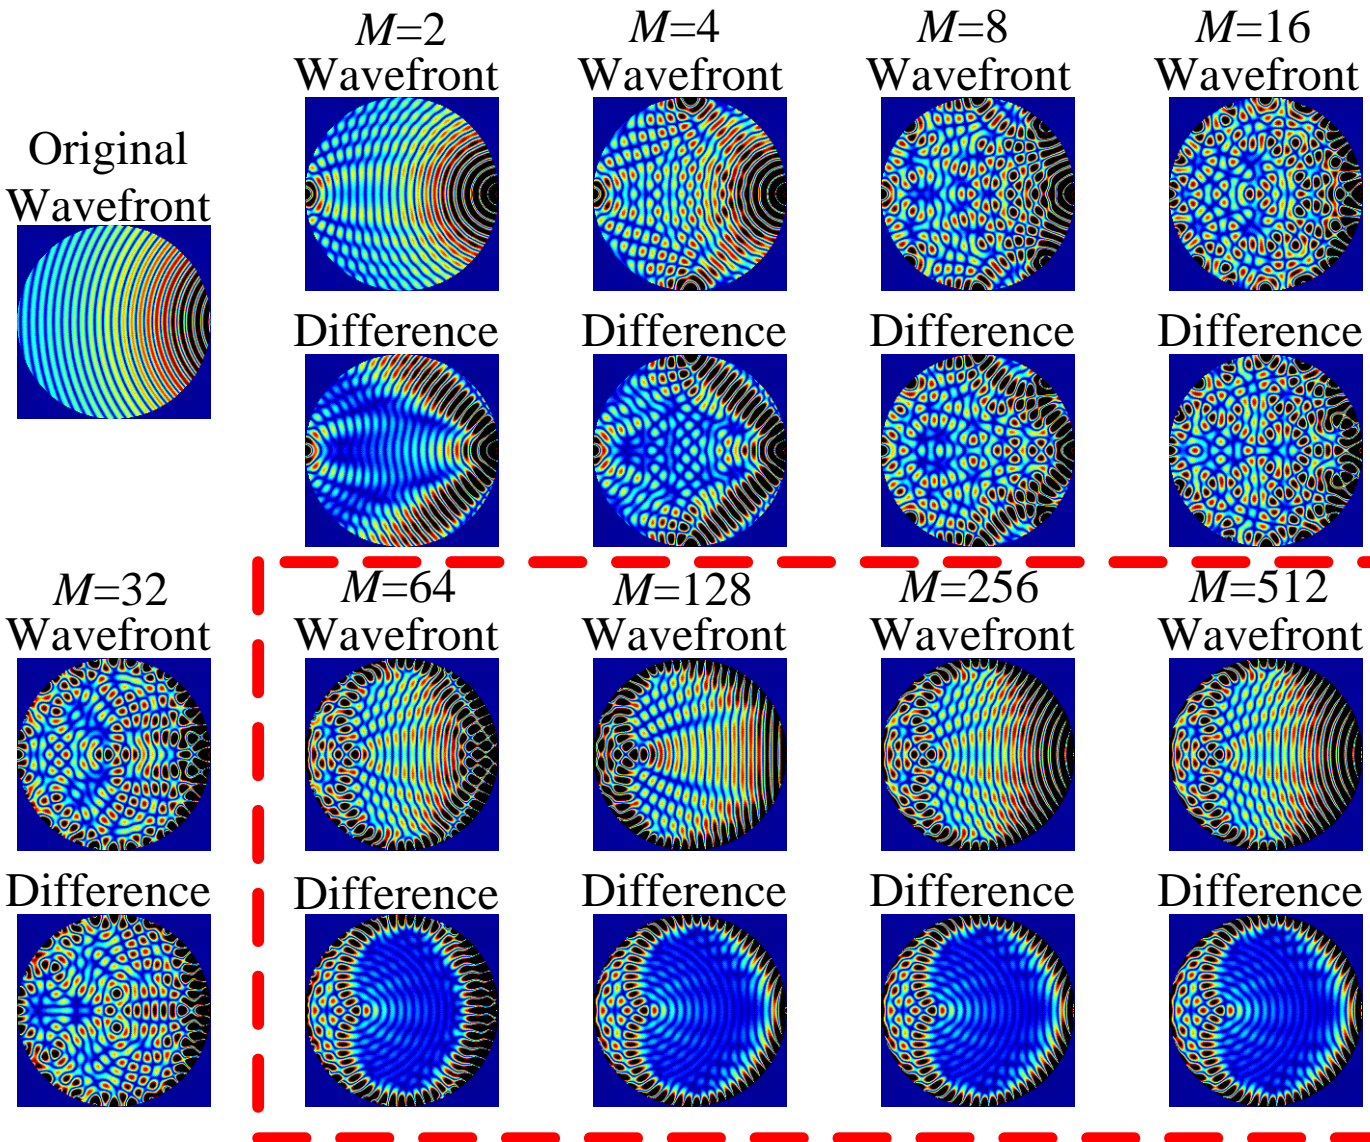 Original
Wavefront
M=2
Wavefront
Difference
M=4
Wavefront
Difference
M=8
Wavefront
Difference
M=16
Wavefront
Difference
M=32
Wavefront
Difference
M=64
Wavefront
Difference
M=128
Wavefront
Difference
M=256
Wavefront
Difference
M=512
Wavefront
Difference